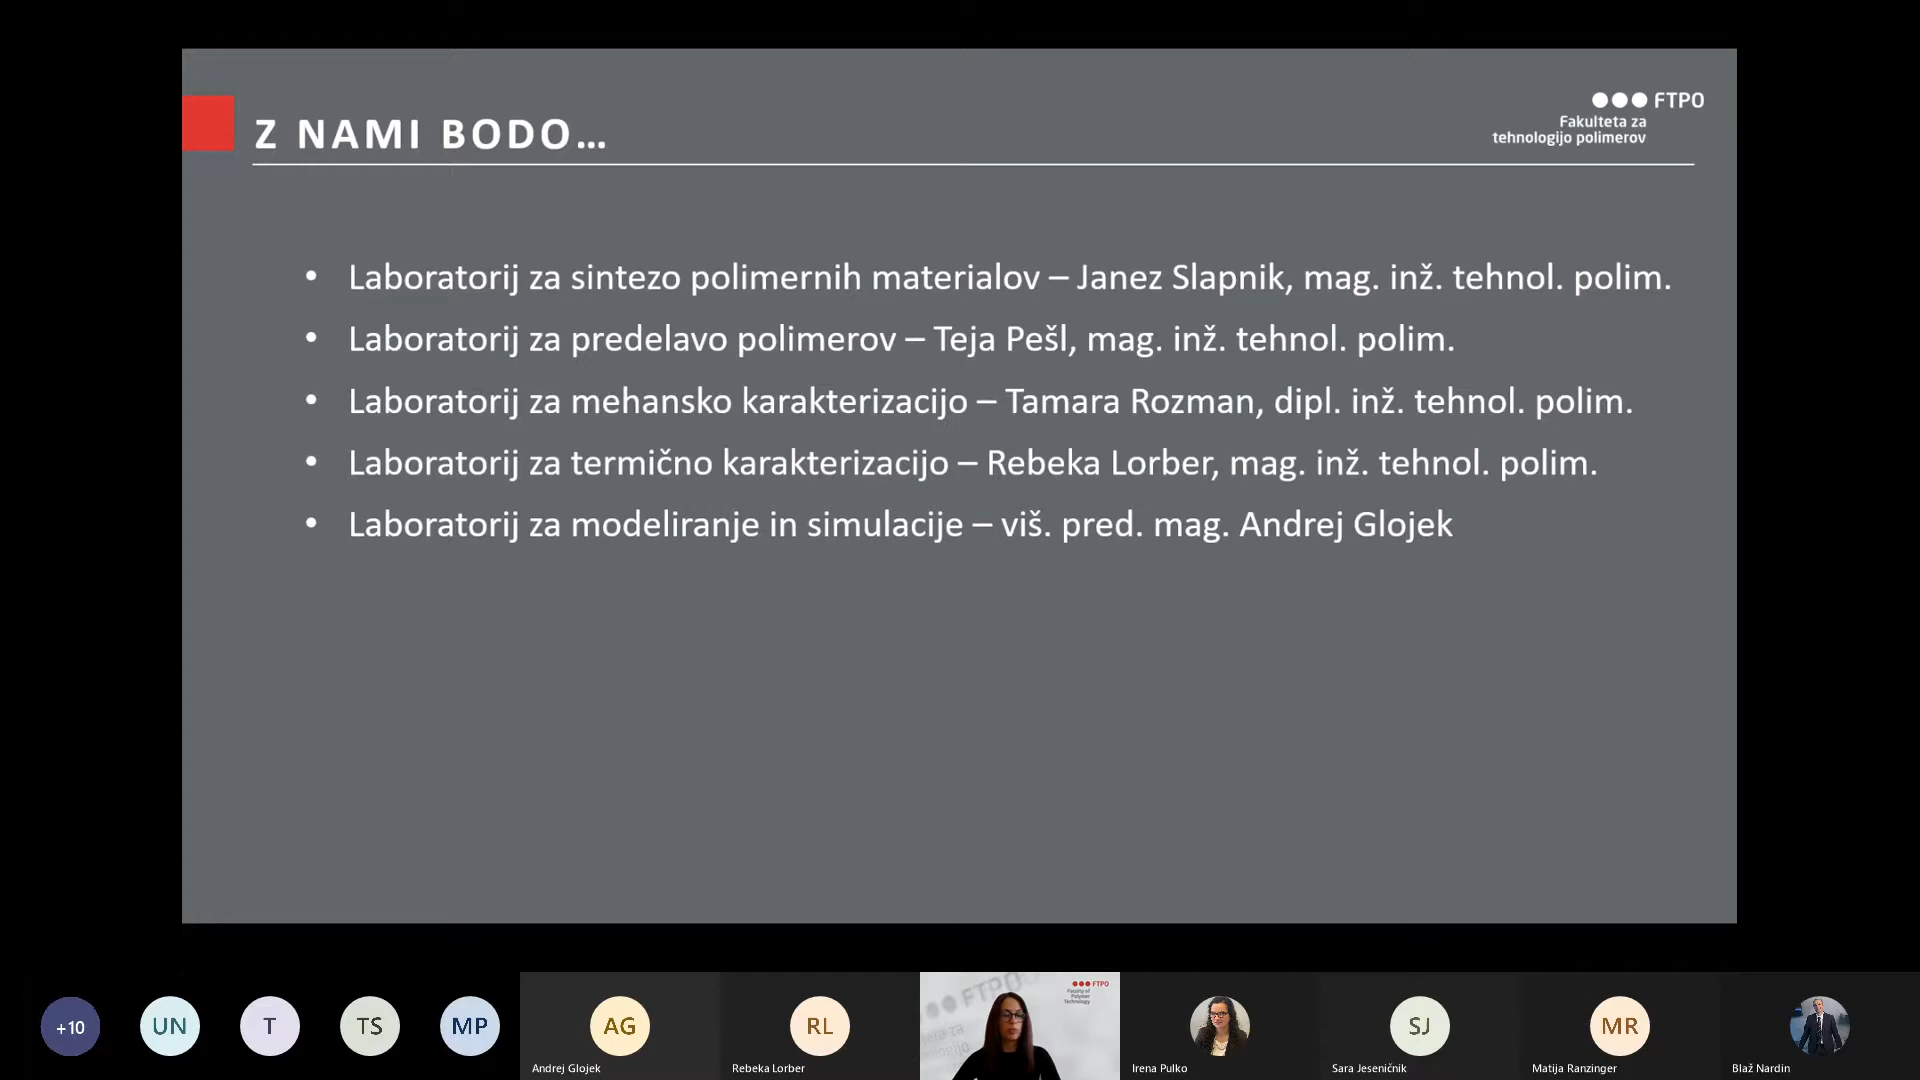 Z NAMI BODO…
FTPO
Fakulteta za
tehnologijo polimerov
• Laboratorij za sintezo polimernih materialov – Janez Slapnik, mag. inž. tehnol. polim.
• Laboratorij za predelavo polimerov – Teja Pešl, mag. inž. tehnol. polim.
• Laboratorij za mehansko karakterizacijo – Tamara Rozman, dipl. inž. tehnol. polim.
• Laboratorij za termično karakterizacijo – Rebeka Lorber, mag. inž. tehnol. polim.
• Laboratorij za modeliranje in simulacije – viš. pred. mag. Andrej Glojek
+10
UN
T
TS
MP
AG
Andrej Glojek
RL
Rebeka Lorber
FTPO
FTPO
Faculty of
Polymer
Technology
Irena Pulko
SJ
Sara Jeseničnik
MR
Matija Ranzinger
Blaž Nardin